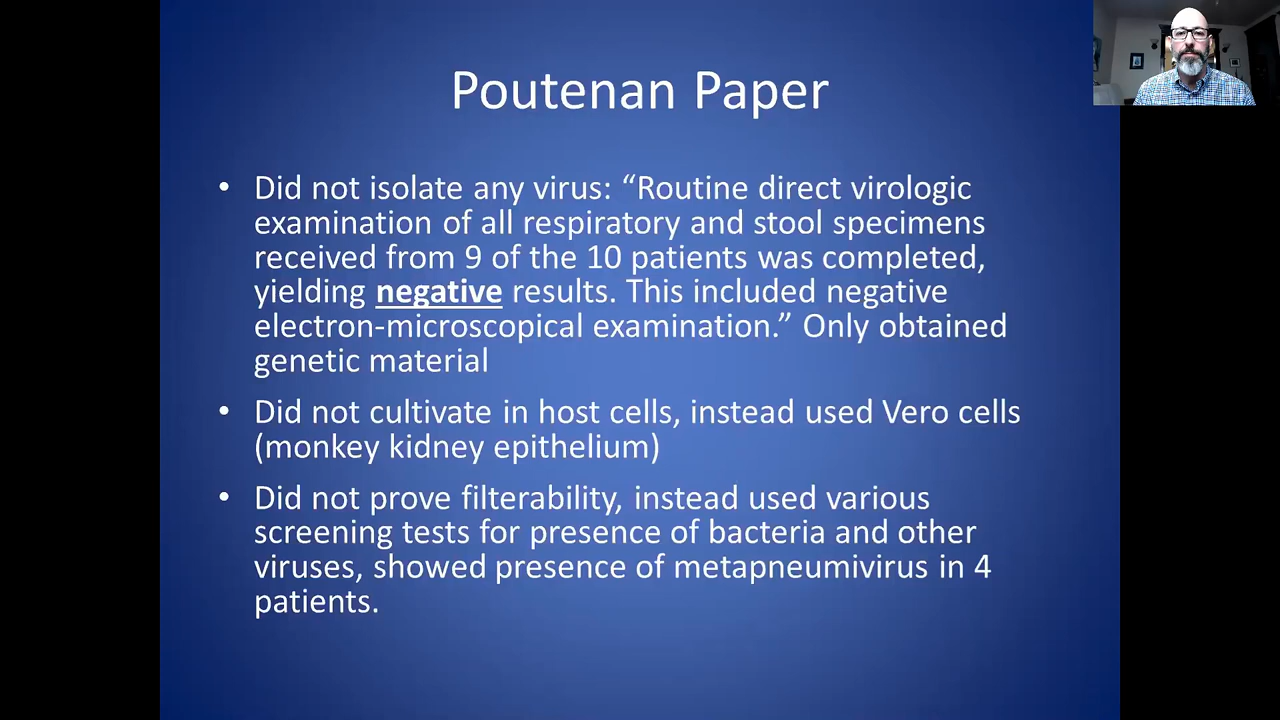 Poutenan Paper
• Did not isolate any virus: “Routine direct virologic
examination of all respiratory and stool specimens
received from 9 of the 10 patients was completed,
yielding negative results. This included negative
electron-microscopical examination.” Only obtained
genetic material
• Did not cultivate in host cells, instead used Vero cells
(monkey kidney epithelium)
• Did not prove filterability, instead used various
screening tests for presence of bacteria and other
viruses, showed presence of metapneumivirus in 4
patients.